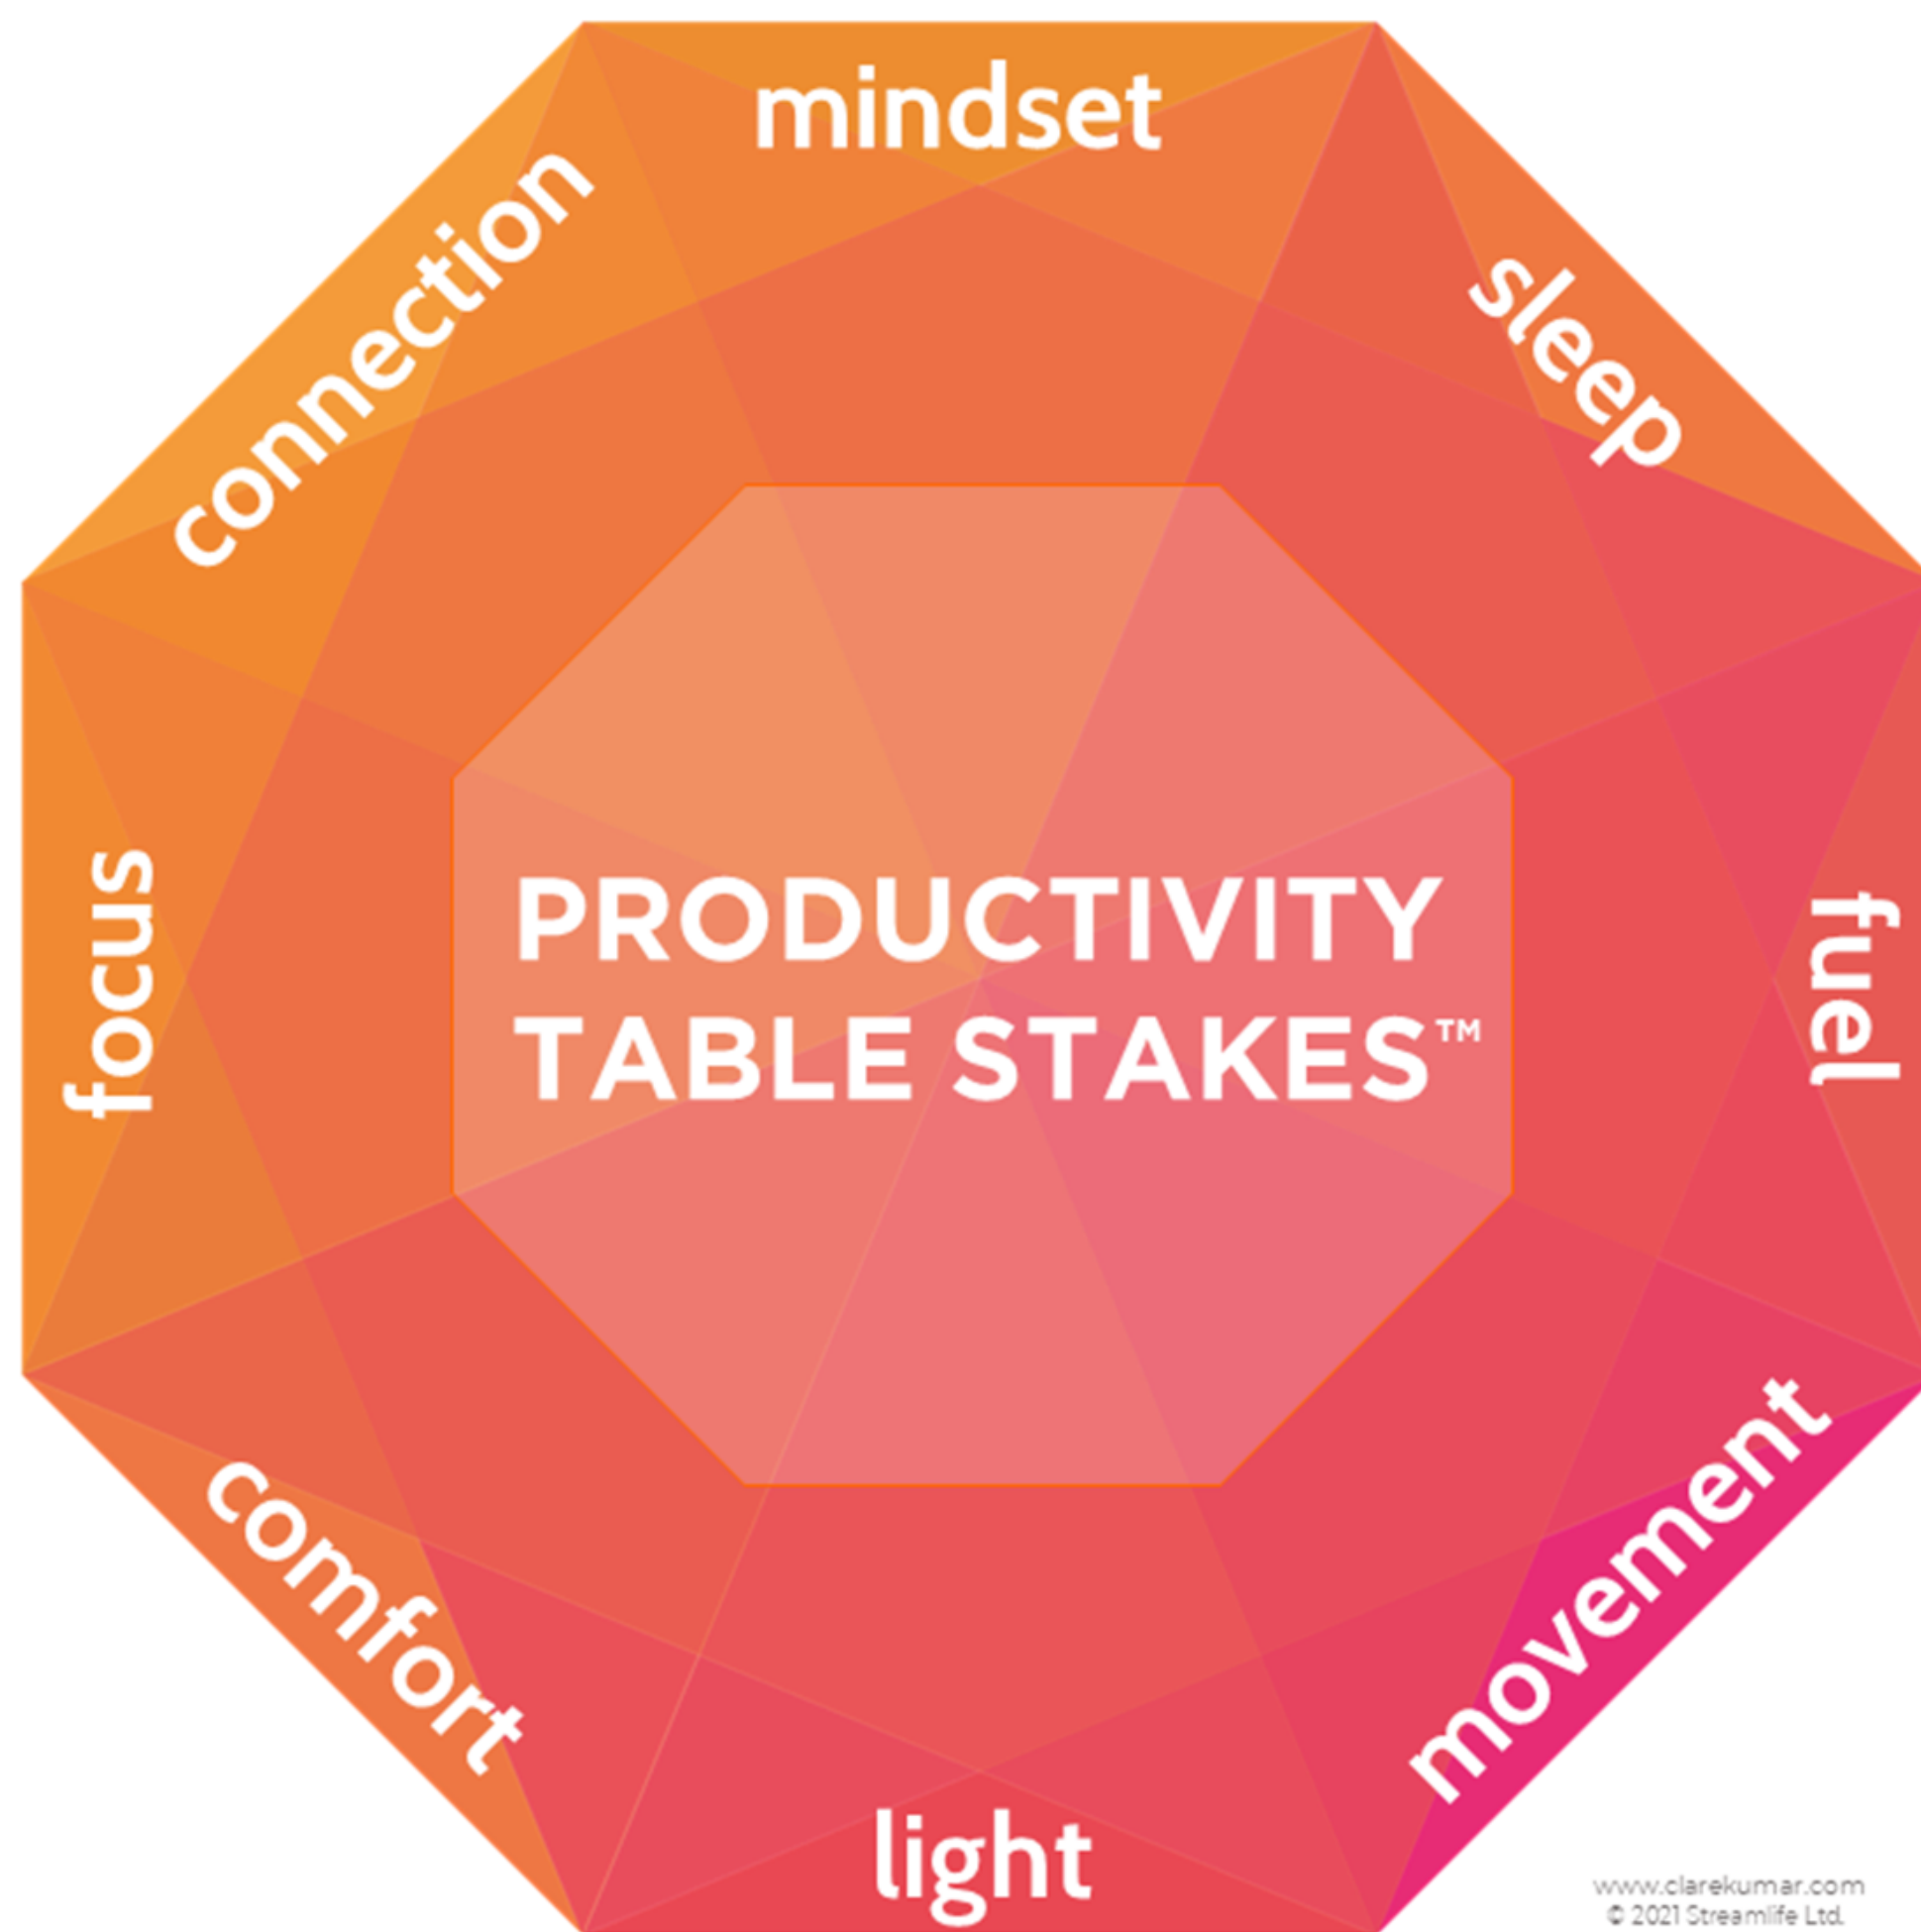 mindset
sleep
fuel
movement
light
comfort
focus
connection
PRODUCTIVITY
TABLE STAKES™
www.clarekumar.com
© 2021 Streamlife Ltd.